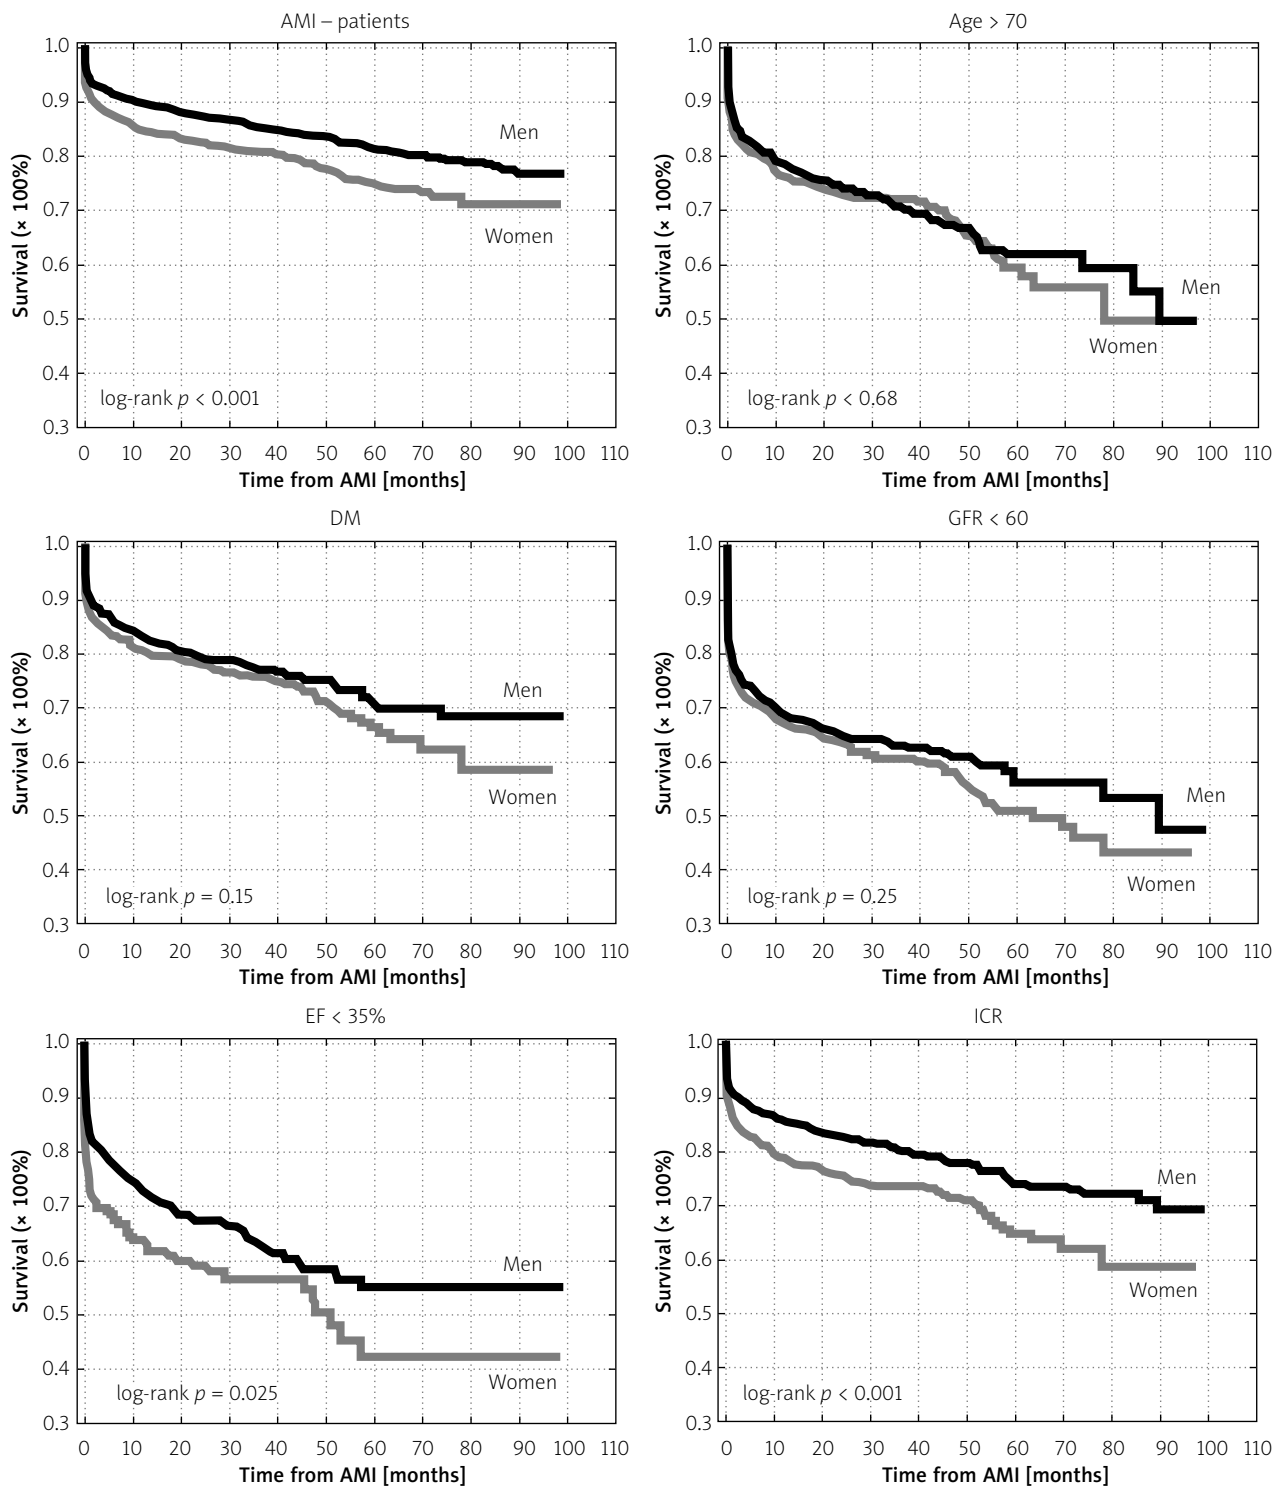 AMI – patients
1.0
0.9
0.8
0.7
0.6
0.5
0.4
0.3
Survival (× 100%)
Men
Women
log-rank p < 0.001
0 10 20 30 40 50 60 70 80 90 100 110
Time from AMI [months]
Age > 70
1.0
0.9
0.8
0.7
0.6
0.5
0.4
0.3
Survival (× 100%)
Men
Women
log-rank p < 0.68
0 10 20 30 40 50 60 70 80 90 100 110
Time from AMI [months]
DM
1.0
0.9
0.8
0.7
0.6
0.5
0.4
0.3
Survival (× 100%)
Men
Women
log-rank p = 0.15
0 10 20 30 40 50 60 70 80 90 100 110
Time from AMI [months]
GFR < 60
1.0
0.9
0.8
0.7
0.6
0.5
0.4
0.3
Survival (× 100%)
Men
Women
log-rank p = 0.25
0 10 20 30 40 50 60 70 80 90 100 110
Time from AMI [months]
EF < 35%
1.0
0.9
0.8
0.7
0.6
0.5
0.4
0.3
Survival (× 100%)
Men
Women
log-rank p = 0.025
0 10 20 30 40 50 60 70 80 90 100 110
Time from AMI [months]
ICR
1.0
0.9
0.8
0.7
0.6
0.5
0.4
0.3
Survival (× 100%)
Men
Women
log-rank p < 0.001
0 10 20 30 40 50 60 70 80 90 100 110
Time from AMI [months]